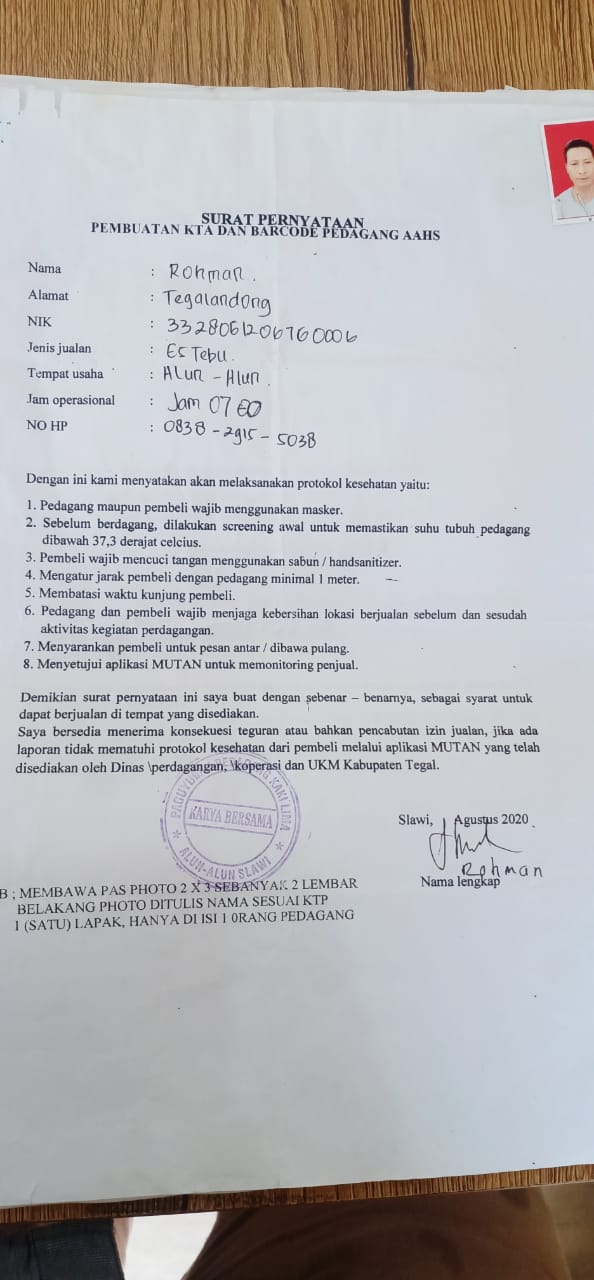 SURAT PERNYATAAN
PEMBUATAN KTA DAN BARCODE PEDAGANG AAHS
Nama : Rohman.
Alamat : Tegalandong
NIK : 3328061206760006
Jenis jualan : Es Tebu.
Tempat usaha : Alun - Alun.
Jam operasional : Jam 07
NO HP : 0838 - 2915 - 5038
Dengan ini kami menyatakan akan melaksanakan protokol kesehatan yaitu:
1. Pedagang maupun pembeli wajib menggunakan masker.
2. Sebelum berdagang, dilakukan screening awal untuk memastikan suhu tubuh pedagang
dibawah 37,3 derajat celcius.
3. Pembeli wajib mencuci tangan menggunakan sabun / handsanitizer.
4. Mengatur jarak pembeli dengan pedagang minimal 1 meter.
5. Membatasi waktu kunjung pembeli.
6. Pedagang dan pembeli wajib menjaga kebersihan lokasi berjualan sebelum dan sesudah
aktivitas kegiatan perdagangan.
7. Menyarankan pembeli untuk pesan antar / dibawa pulang.
8. Menyetujui aplikasi MUTAN untuk memonitoring penjual.
Demikian surat pernyataan ini saya buat dengan sebenar – benarnya, sebagai syarat untuk
dapat berjualan di tempat yang disediakan.
Saya bersedia menerima konsekuesi teguran atau bahkan pencabutan izin jualan, jika ada
laporan tidak mematuhi protokol kesehatan dari pembeli melalui aplikasi MUTAN yang telah
disediakan oleh Dinas \perdagangan, \koperasi dan UKM Kabupaten Tegal.
KAKI LIMA
KARYA BERSAMA
ALUN-ALUN SLAWI
Slawi, Agustus 2020
Rohman
Nama lengkap
B ; MEMBAWA PAS PHOTO 2 X 3 SEBANYAK 2 LEMBAR
BELAKANG PHOTO DITULIS NAMA SESUAI KTP
1 (SATU) LAPAK, HANYA DI ISI 1 0RANG PEDAGANG